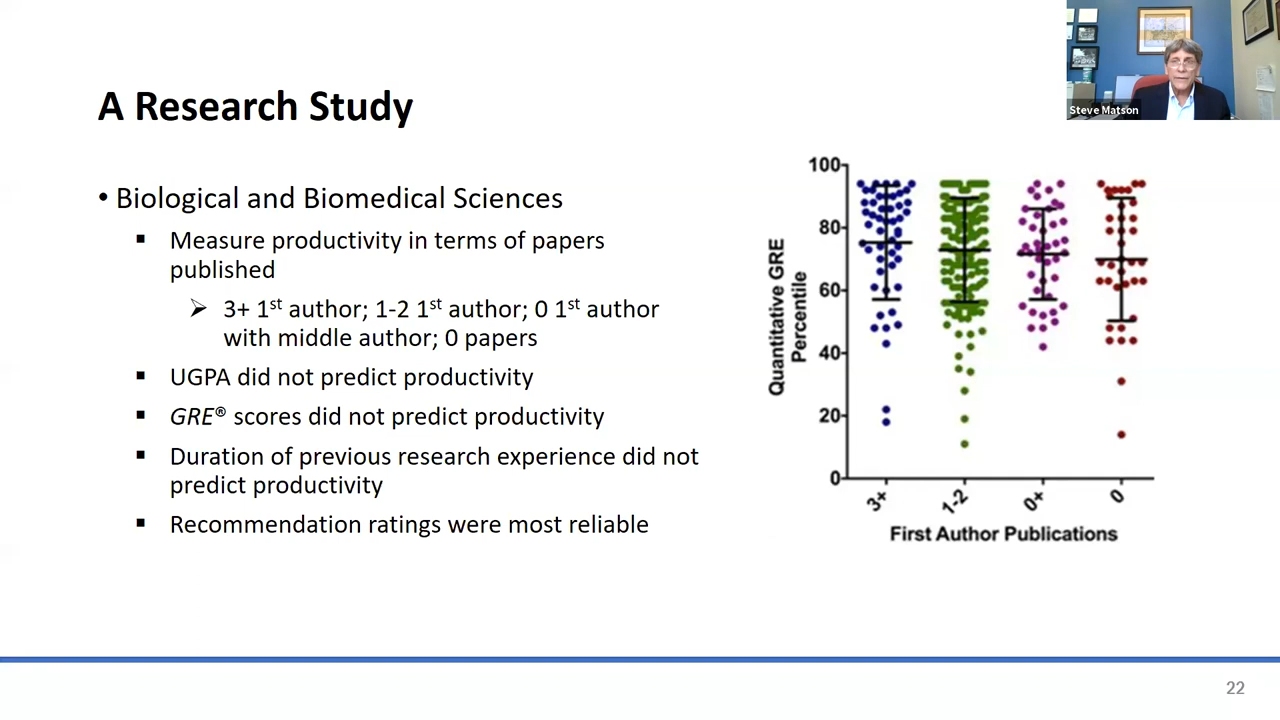 Steve Matson
A Research Study
• Biological and Biomedical Sciences
▪ Measure productivity in terms of papers
published
➢ 3+ 1st author; 1-2 1st author; 0 1st author
with middle author; 0 papers
▪ UGPA did not predict productivity
▪ GRE® scores did not predict productivity
▪ Duration of previous research experience did not
predict productivity
▪ Recommendation ratings were most reliable
Quantitative GRE
Percentile
100
80
60
40
20
0
3+
1-2
0+
0
First Author Publications
22